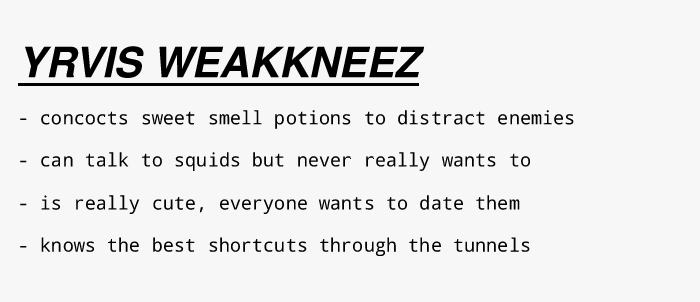 YRVIS WEAKKNEEZ
- concocts sweet smell potions to distract enemies
- can talk to squids but never really wants to
- is really cute, everyone wants to date them
- knows the best shortcuts through the tunnels